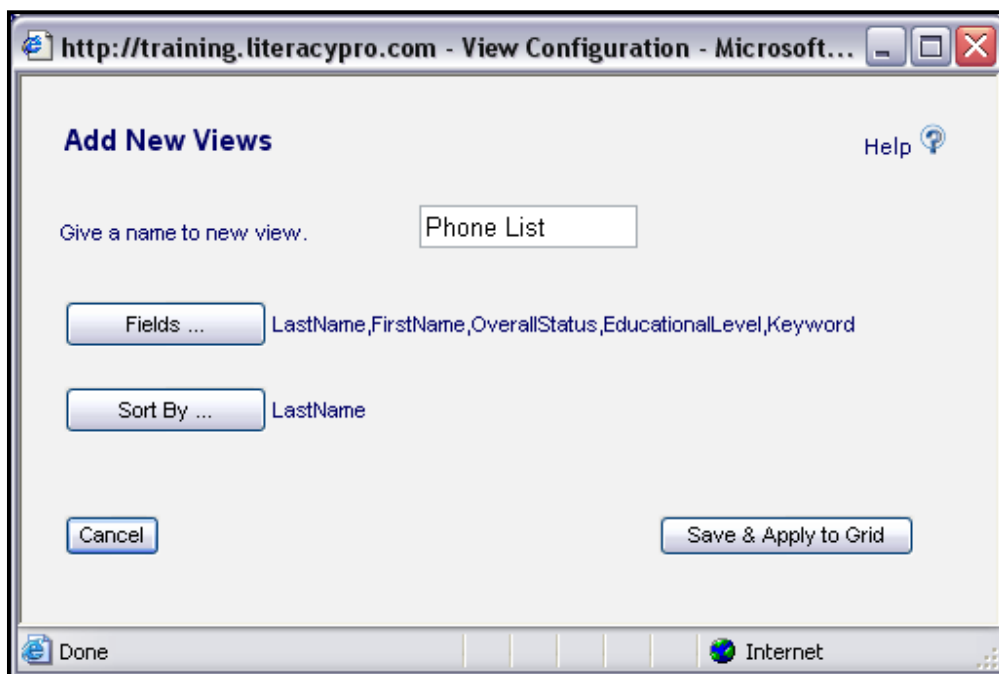 http://training.literacypro.com - View Configuration - Microsoft...
Add New Views
Help
Give a name to new view.
Phone List
Fields ...
LastName,FirstName,OverallStatus,EducationalLevel,Keyword
Sort By ...
LastName
Cancel
Save & Apply to Grid
Done
Internet